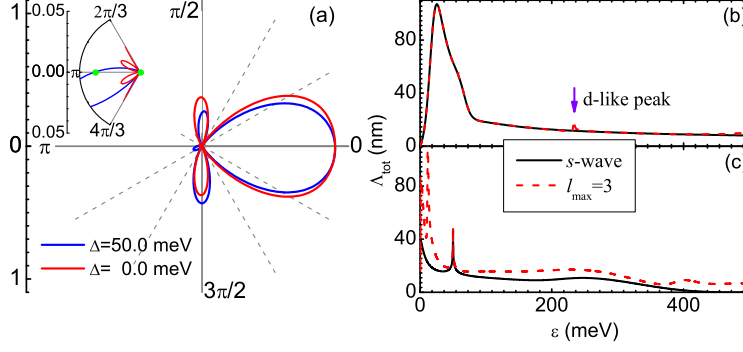 0.05
2π/3
π/2
(a)
1
0.00
π
0
π
0
0.05
4π/3
Δ=50.0 meV
Δ= 0.0 meV
1
3π/2
(b)
80
40
0
d-like peak
Λtot (nm)
(c)
80
40
0
s-wave
lmax=3
0
200
400
ε (meV)